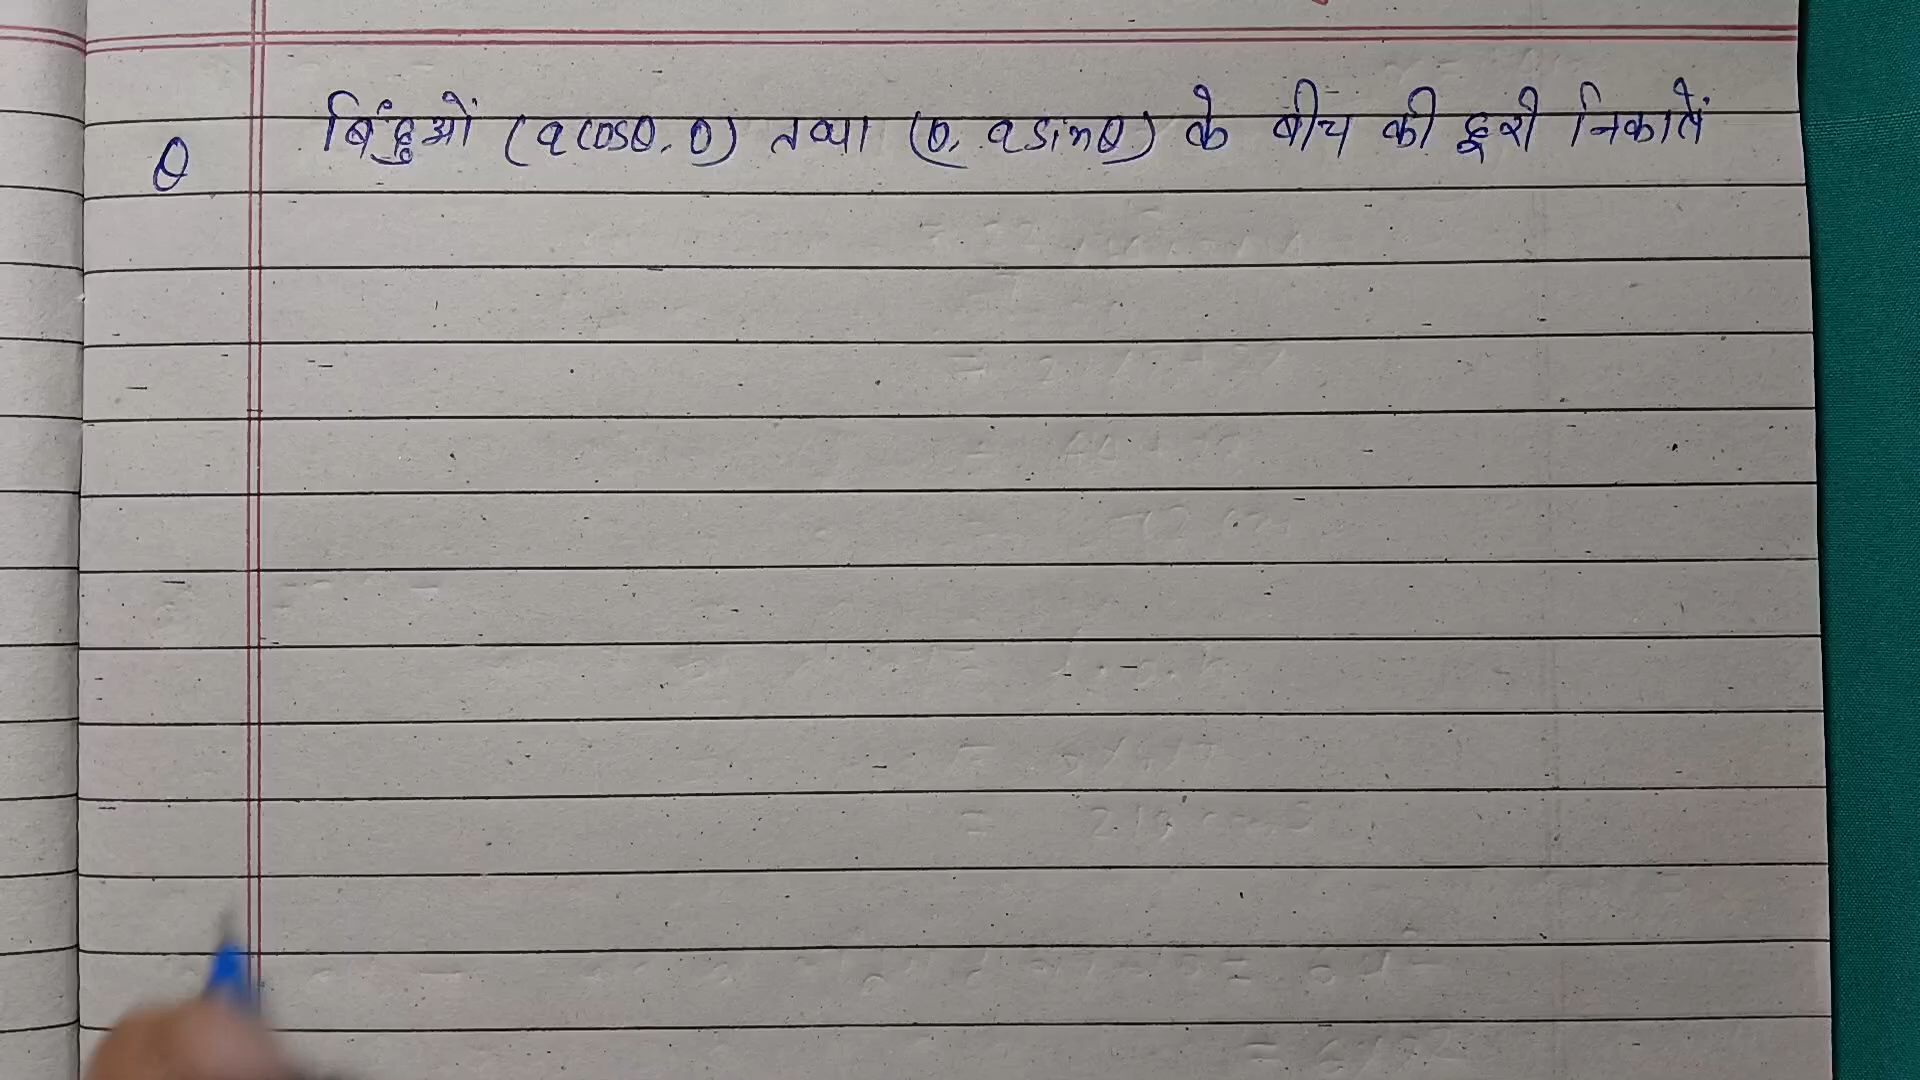 बिंदुओं (a cosθ, 0) तथा (0, a sinθ) के बीच की दूरी निकालें
Q